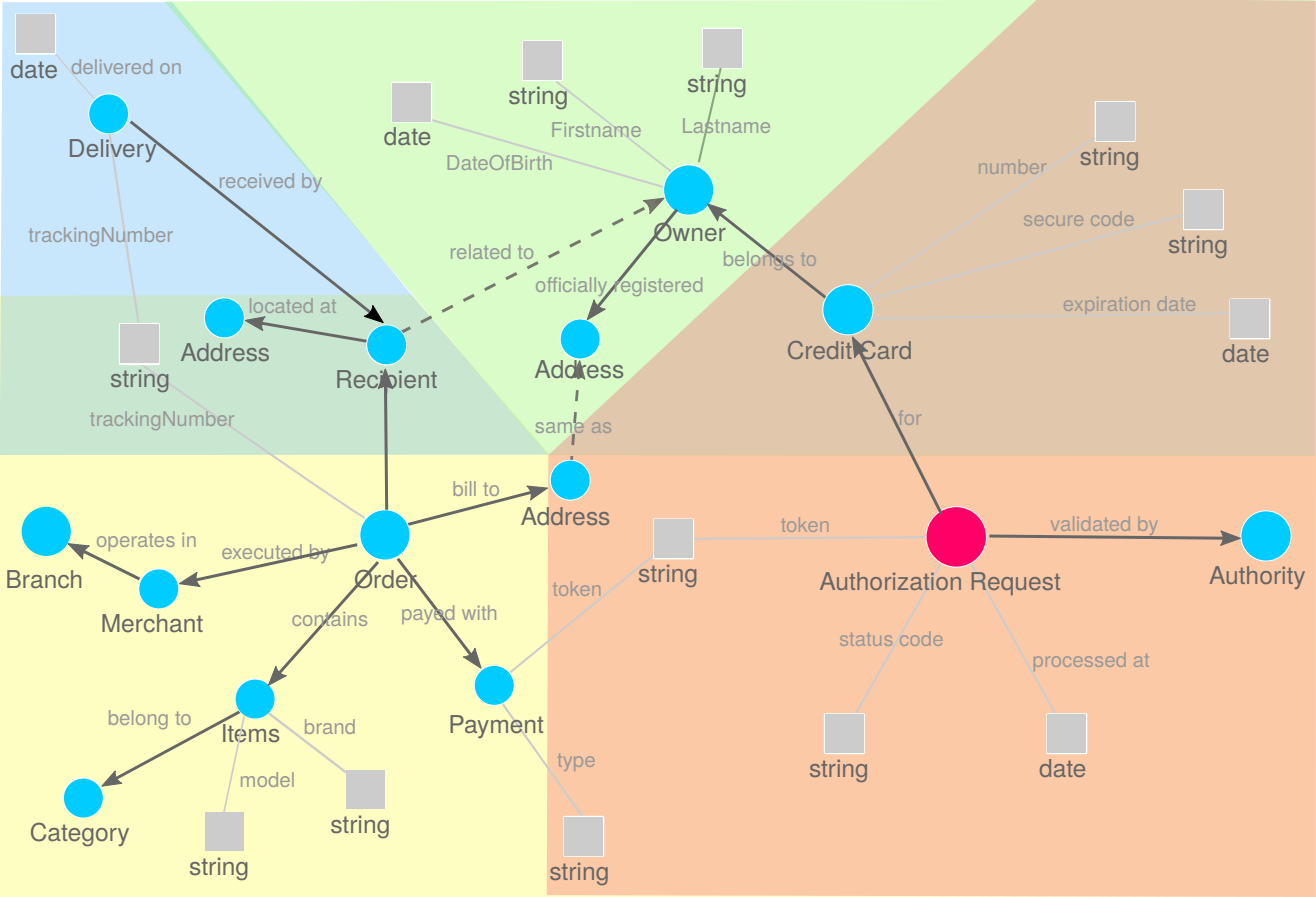 date
delivered on
Delivery
received by
trackingNumber
string
string
date
Firstname
Lastname
DateOfBirth
Owner
related to
officially registered
belongs to
number
string
secure code
string
expiration date
date
Credit Card
located at
Address
Recipient
string
trackingNumber
Address
same as
for
bill to
Address
operates in
executed by
Branch
Merchant
Order
contains
payed with
token
string
token
Authorization Request
validated by
Authority
status code
processed at
string
date
belong to
Items
brand
model
Category
string
string
Payment
type
string